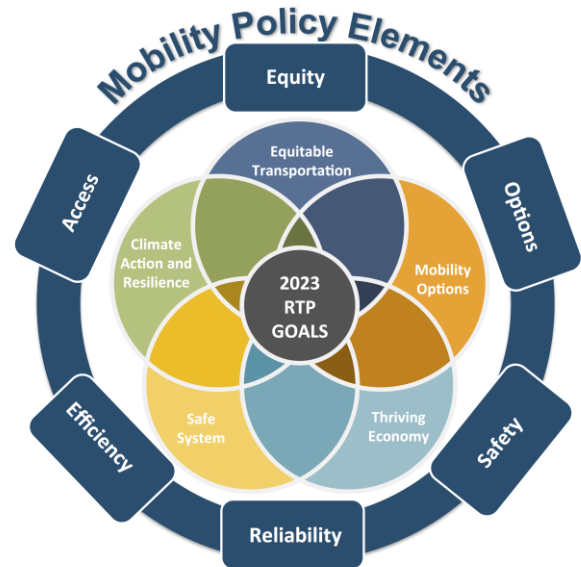 Mobility Policy Elements
Equity
Options
Safety
Reliability
Efficiency
Access
Equitable
Transportation
Mobility
Options
Thriving
Economy
Safe
System
Climate
Action and
Resilience
2023
RTP
GOALS